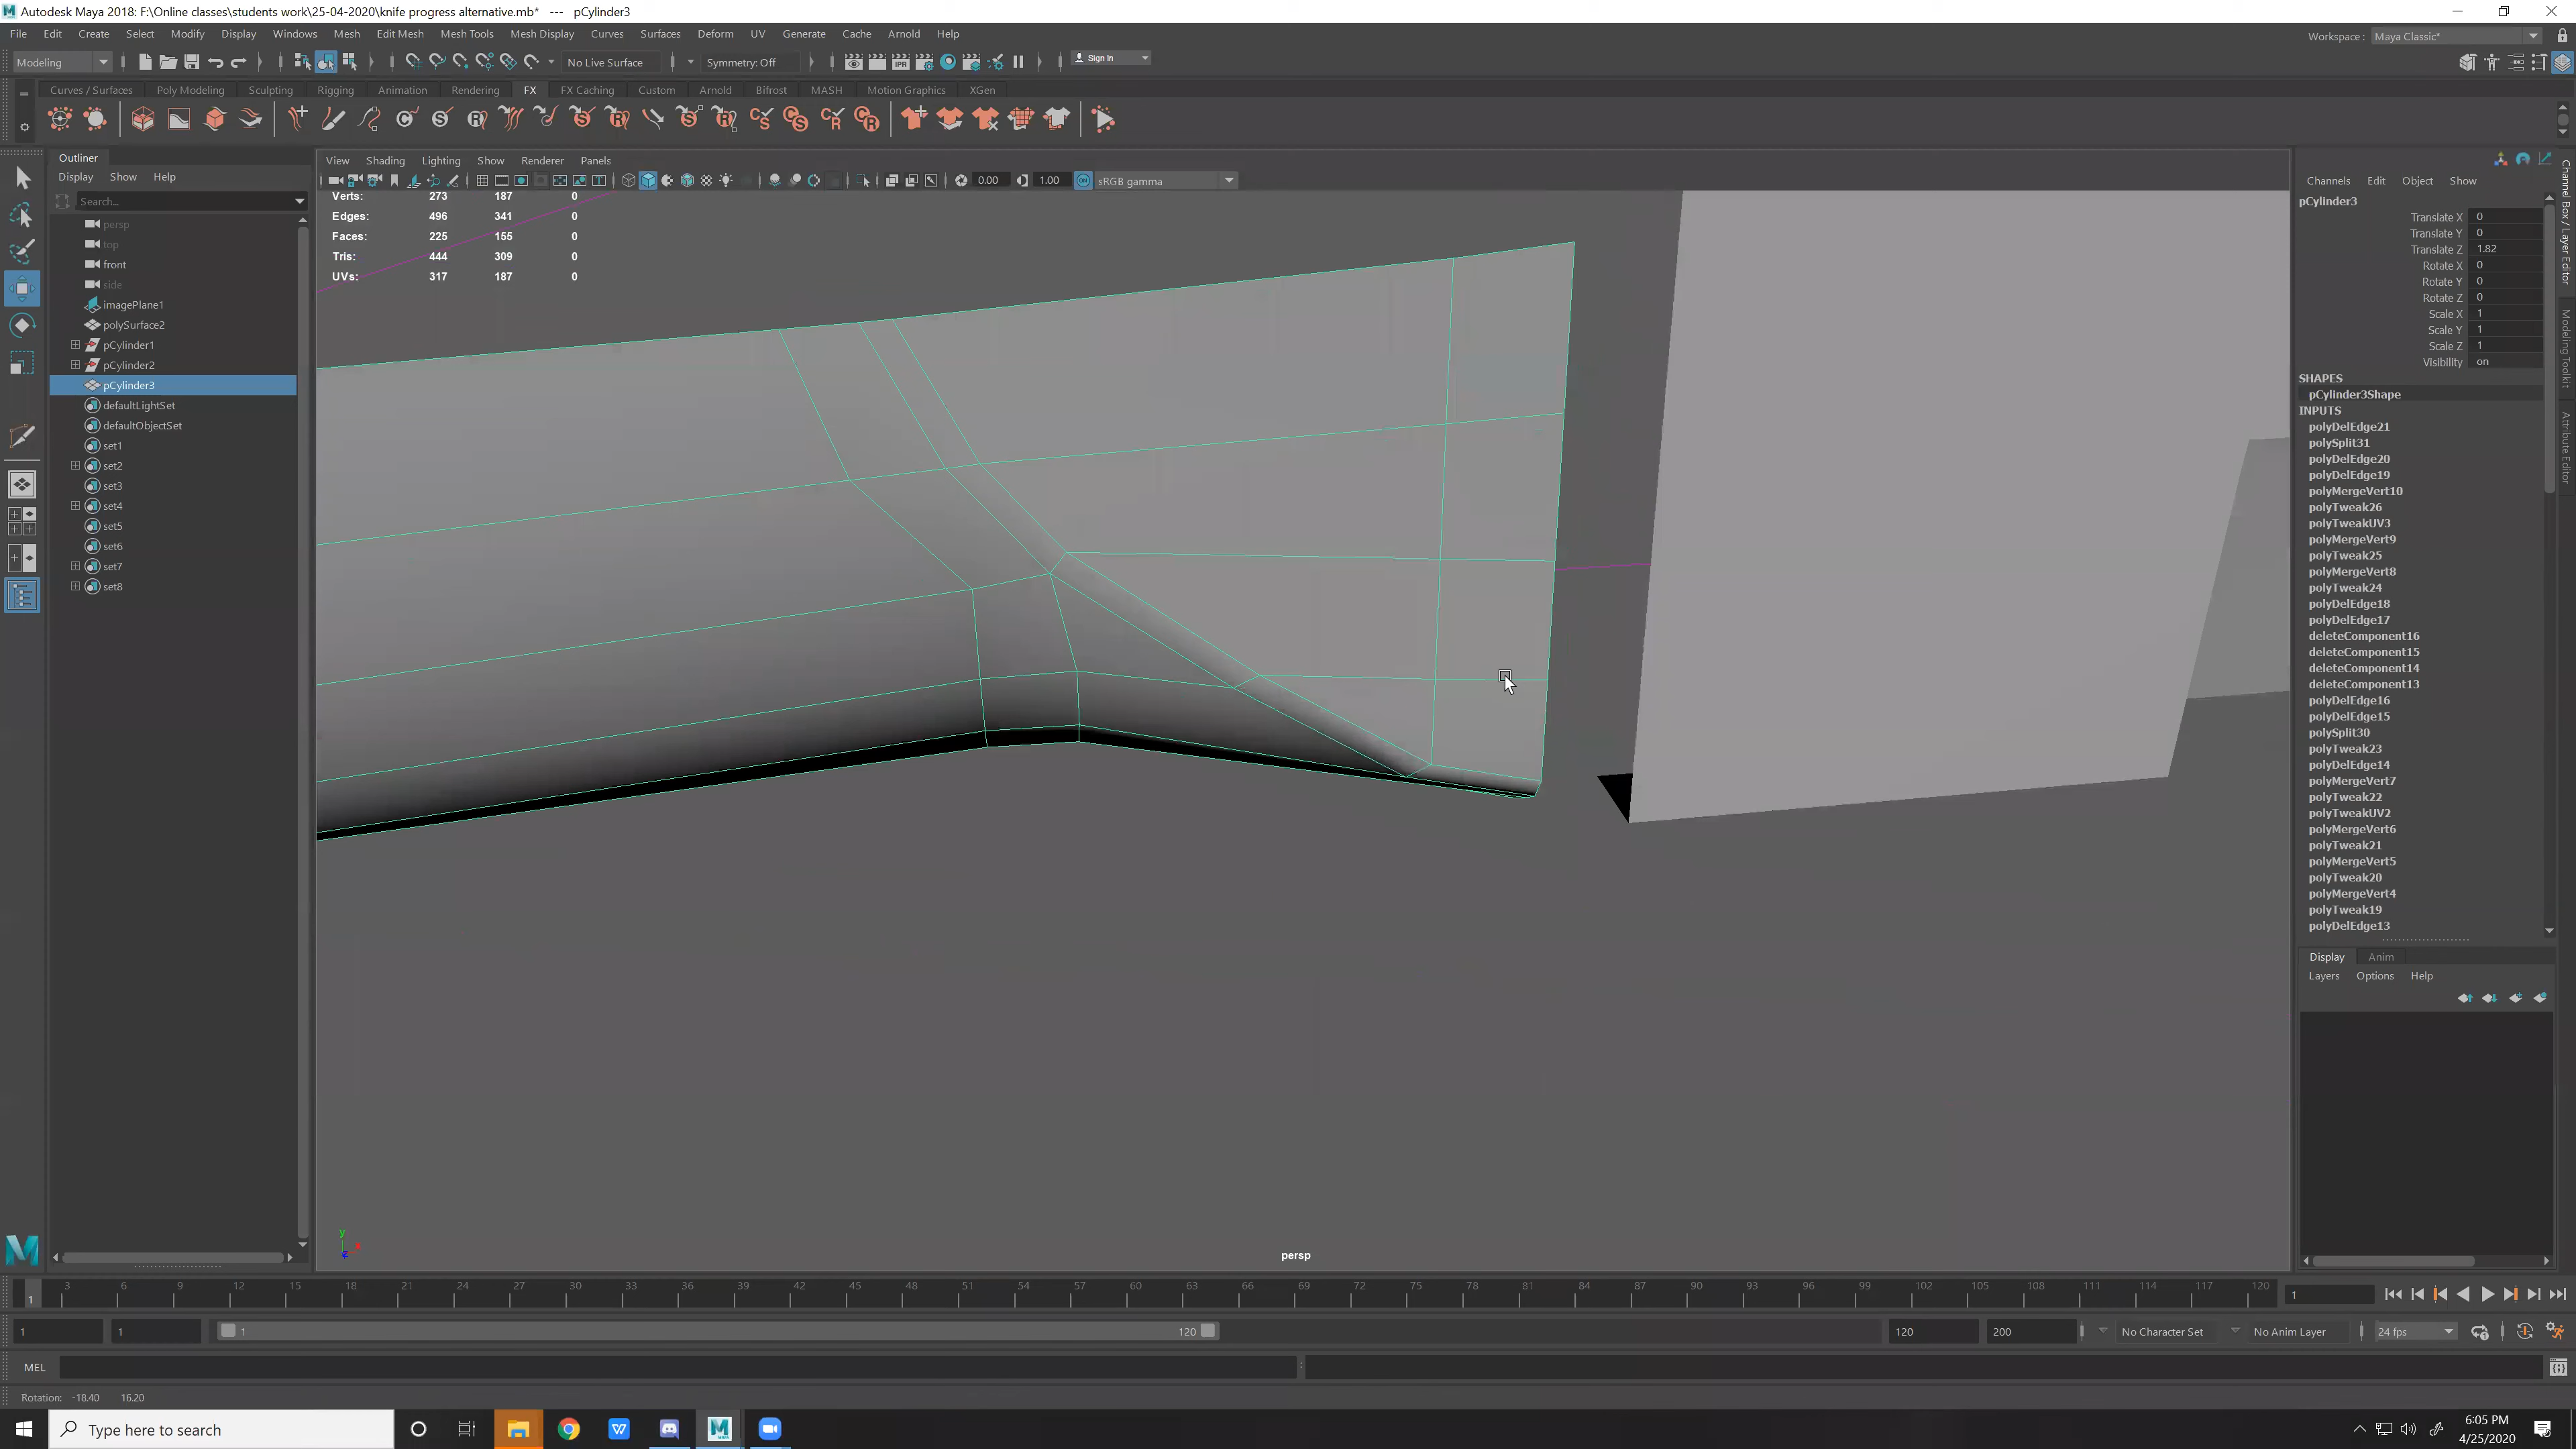 Autodesk Maya 2018: F:\Online classes\students work\25-04-2020\knife progress alternative.mb*   ---   pCylinder3
File Edit Create Select Modify Display Windows Mesh Edit Mesh Mesh Tools Mesh Display Curves Surfaces Deform UV Generate Cache Arnold Help
Workspace : Maya Classic*
Modeling No Live Surface Symmetry: Off Sign In
Curves / Surfaces Poly Modeling Sculpting Rigging Animation Rendering FX FX Caching Custom Arnold Bifrost MASH Motion Graphics XGen
Outliner
Display Show Help
Search...
persp
top
front
side
imagePlane1
polySurface2
pCylinder1
pCylinder2
pCylinder3
defaultLightSet
defaultObjectSet
set1
set2
set3
set4
set5
set6
set7
set8
View Shading Lighting Show Renderer Panels
0.00 1.00 sRGB gamma
Verts: 273 187 0
Edges: 496 341 0
Faces: 225 155 0
Tris: 444 309 0
UVs: 317 187 0
persp
Channels Edit Object Show
pCylinder3
Translate X 0
Translate Y 0
Translate Z 1.82
Rotate X 0
Rotate Y 0
Rotate Z 0
Scale X 1
Scale Y 1
Scale Z 1
Visibility on
SHAPES
pCylinder3Shape
INPUTS
polyDelEdge21
polySplit31
polyDelEdge20
polyDelEdge19
polyMergeVert10
polyTweak26
polyTweakUV3
polyMergeVert9
polyTweak25
polyMergeVert8
polyTweak24
polyDelEdge18
polyDelEdge17
deleteComponent16
deleteComponent15
deleteComponent14
deleteComponent13
polyDelEdge16
polyDelEdge15
polySplit30
polyTweak23
polyDelEdge14
polyMergeVert7
polyTweak22
polyTweakUV2
polyMergeVert6
polyTweak21
polyMergeVert5
polyTweak20
polyMergeVert4
polyTweak19
polyDelEdge13
Channel Box / Layer Editor
Modeling Toolkit
Attribute Editor
Display Anim
Layers Options Help
3 6 9 12 15 18 21 24 27 30 33 36 39 42 45 48 51 54 57 60 63 66 69 72 75 78 81 84 87 90 93 96 99 102 105 108 111 114 117 120
1 1
1 1 1 120 120 200 No Character Set No Anim Layer 24 fps
MEL
Rotation: -18.40 16.20
Type here to search
6:05 PM
4/25/2020